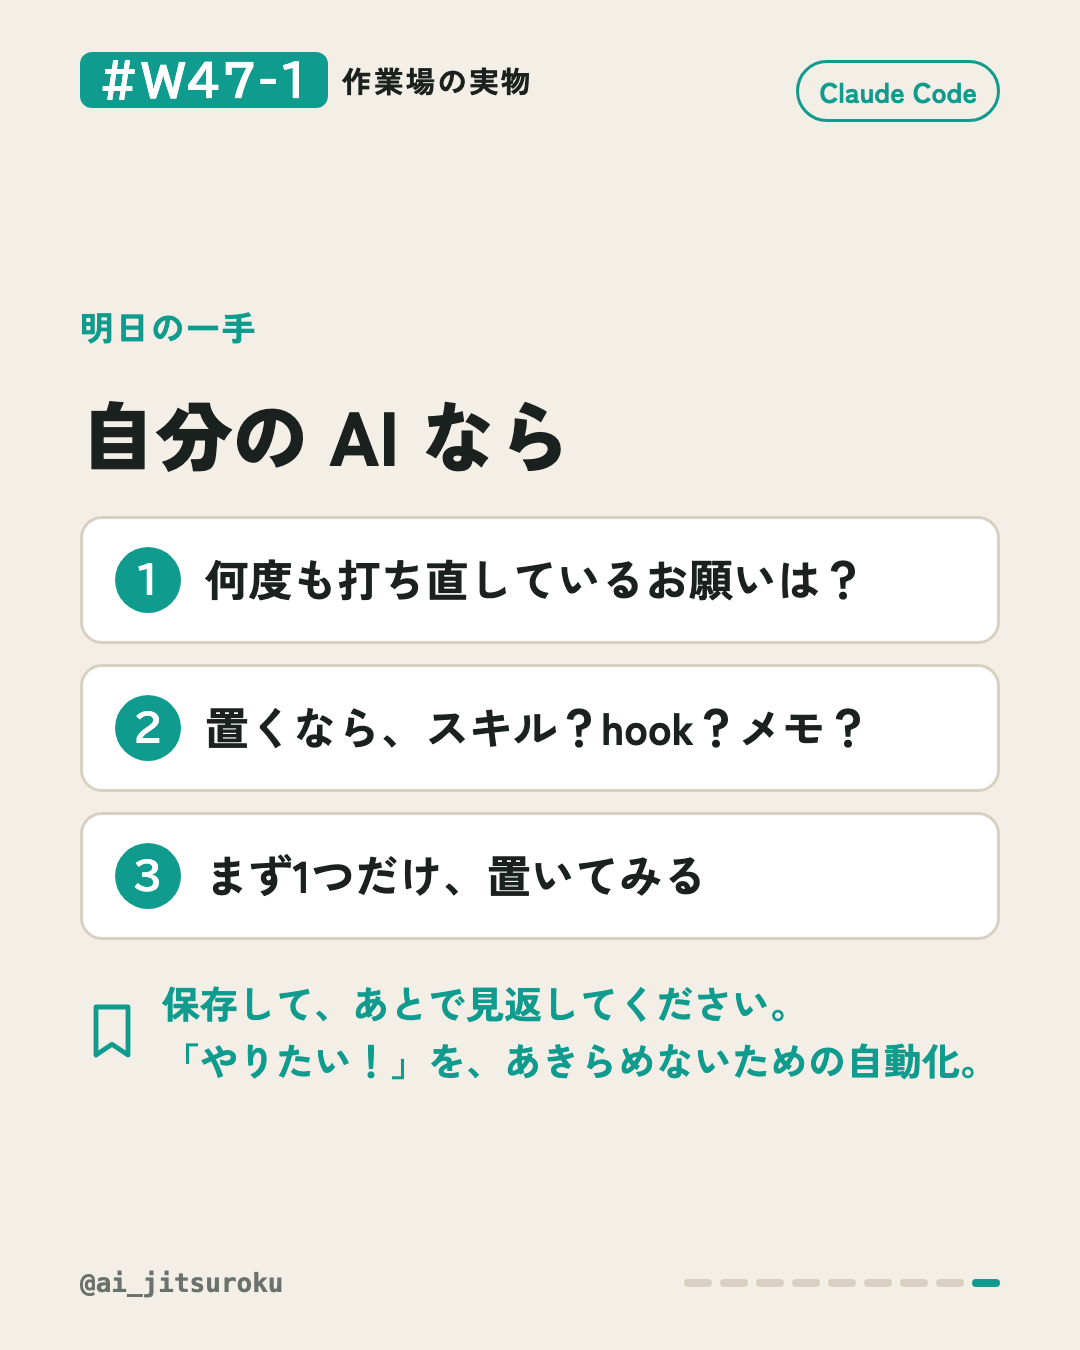 #W47-1 作業場の実物
Claude Code
明日の一手
自分の AI なら
1 何度も打ち直しているお願いは？
2 置くなら、スキル？hook？メモ？
3 まず1つだけ、置いてみる
保存して、あとで見返してください。
「やりたい！」を、あきらめないための自動化。
@ai_jitsuroku